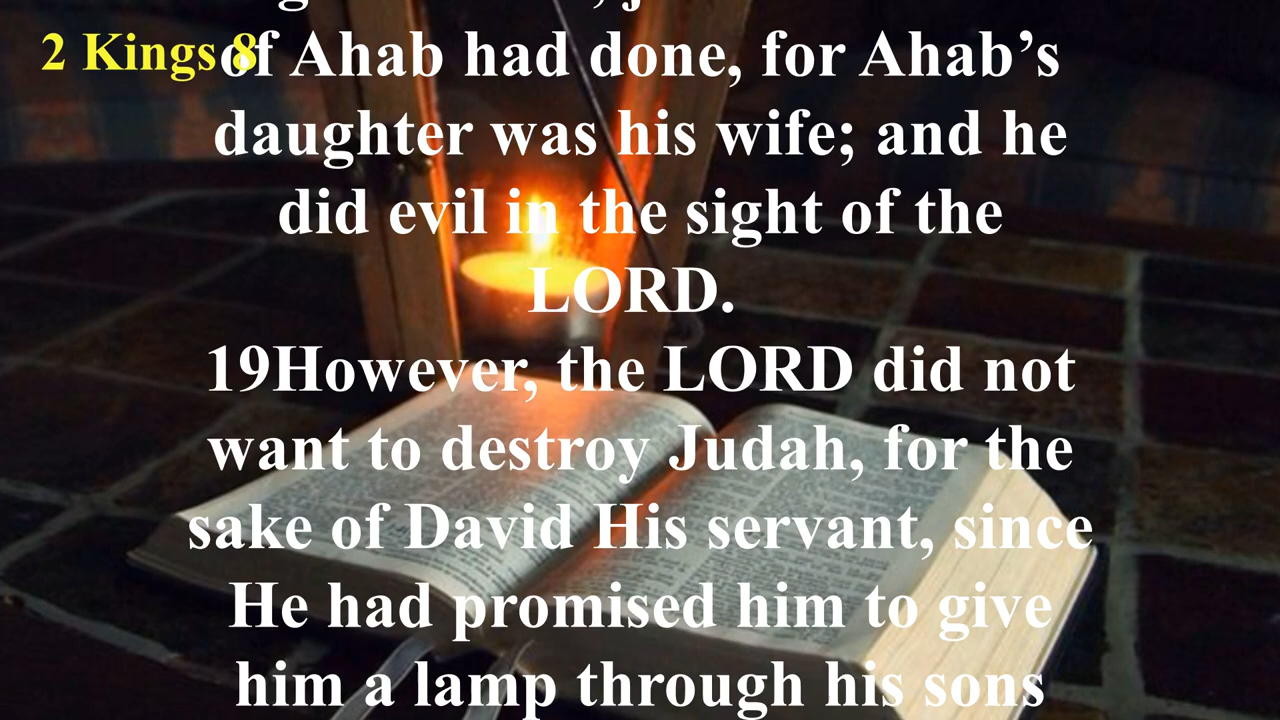 2 Kings 8
of Ahab had done, for Ahab’s
daughter was his wife; and he
did evil in the sight of the
LORD.
19However, the LORD did not
want to destroy Judah, for the
sake of David His servant, since
He had promised him to give
him a lamp through his sons